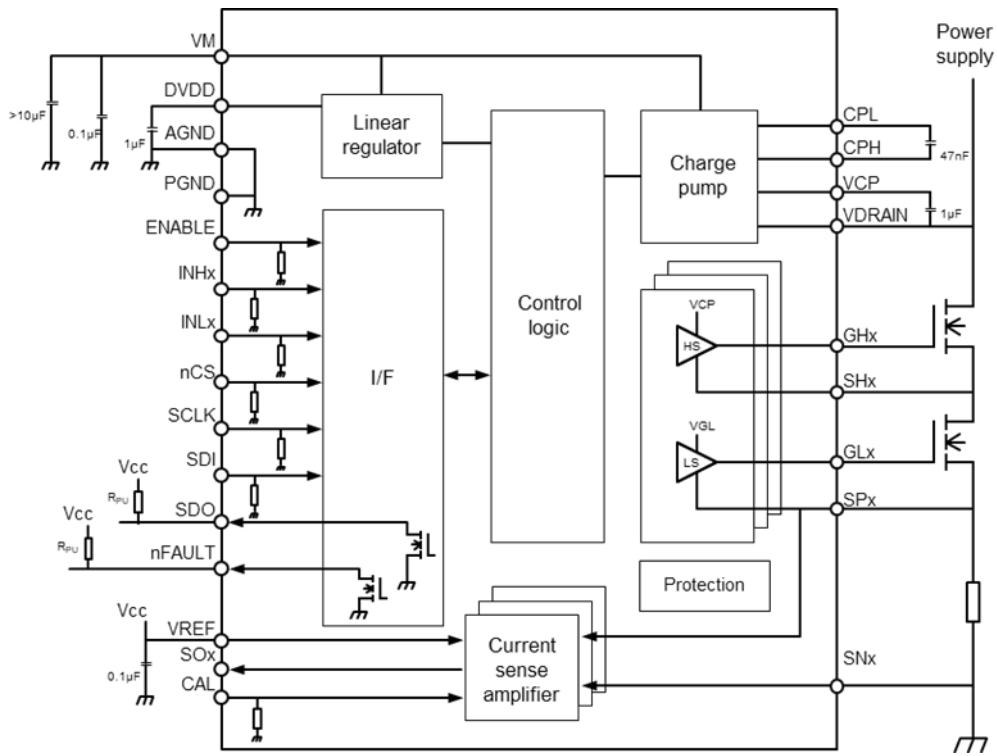 Power
supply
VM
DVDD
>10µF
0.1µF
1µF
AGND
PGND
ENABLE
INHx
INLx
nCS
SCLK
SDI
Vcc
RPU
SDO
Vcc
RPU
nFAULT
Vcc
VREF
0.1µF
SOx
CAL
Linear
regulator
I/F
Control
logic
Charge
pump
CPL
CPH
47nF
VCP
1µF
VDRAIN
VCP
HS
GHx
SHx
VGL
LS
GLx
SPx
Protection
Current
sense
amplifier
SNx